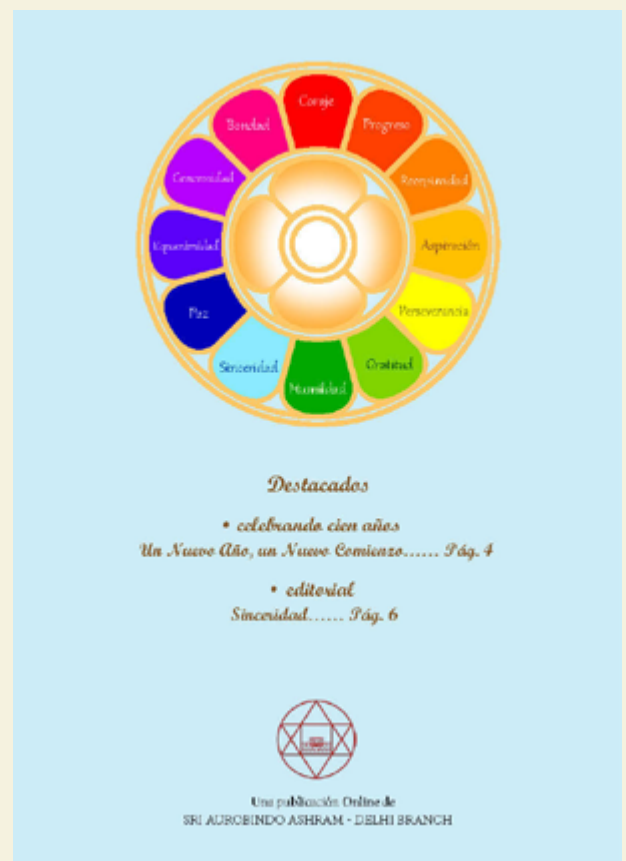 Coraje
Progreso
Receptividad
Aspiración
Perseverancia
Gratitud
Humildad
Sinceridad
Paz
Equanimidad
Generosidad
Bondad
Destacados
• celebrando cien años
Un Nuevo Año, un Nuevo Comienzo...... Pág. 4
• editorial
Sinceridad...... Pág. 6
Una publicación Online de
SRI AUROBINDO ASHRAM - DELHI BRANCH